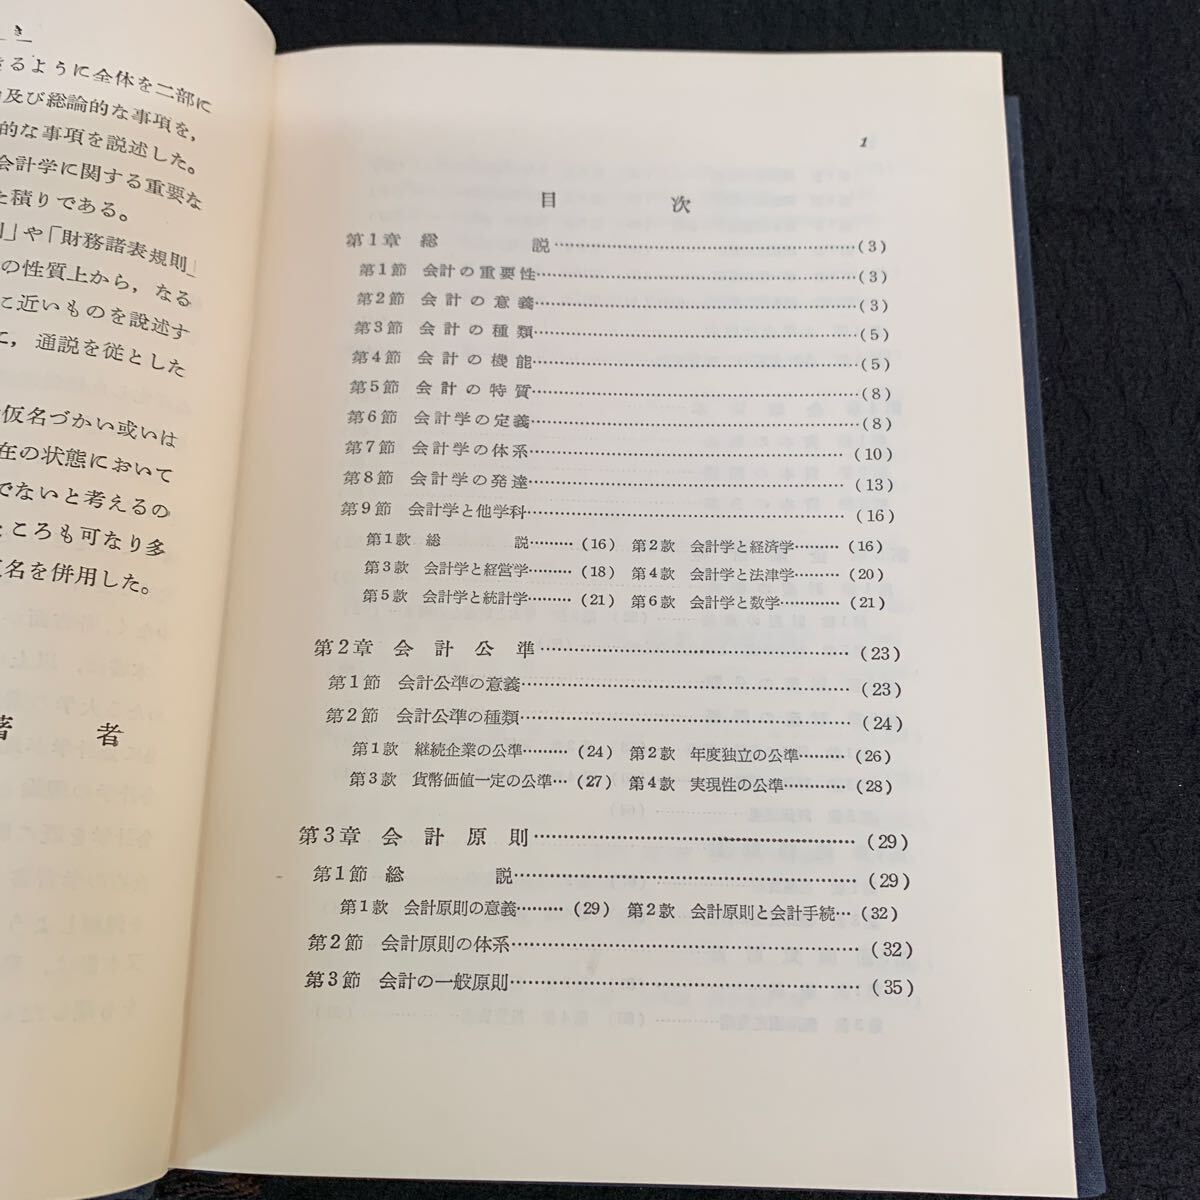 き
きるように全体を二部に
及び総論的な事項を,
的な事項を説述した。
会計学に関する重要な
た積りである。
」や「財務諸表規則」
の性質上から, なる
に近いものを說述す
に, 通説を従とした
仮名づかい或いは
在の状態において
でないと考えるの
ところも可なり多
名を併用した。
著 者
1
目 次
第1章 総 説……(3)
第1節 会計の重要性……(3)
第2節 会計の意義……(3)
第3節 会計の種類……(5)
第4節 会計の機能……(5)
第5節 会計の特質……(8)
第6節 会計学の定義……(8)
第7節 会計学の体系……(10)
第8節 会計学の発達……(13)
第9節 会計学と他学科……(16)
第1款 総 説……(16) 第2款 会計学と経済学……(16)
第3款 会計学と経営学……(18) 第4款 会計学と法津学……(20)
第5款 会計学と統計学……(21) 第6款 会計学と数学……(21)
第2章 会計公準……(23)
第1節 会計公準の意義……(23)
第2節 会計公準の種類……(24)
第1款 継続企業の公準……(24) 第2款 年度独立の公準……(26)
第3款 貨幣価値一定の公準…(27) 第4款 実現性の公準……(28)
第3章 会計原則……(29)
第1節 総 説……(29)
第1款 会計原則の意義……(29) 第2款 会計原則と会計手続…(32)
第2節 会計原則の体系……(32)
第3節 会計の一般原則……(35)